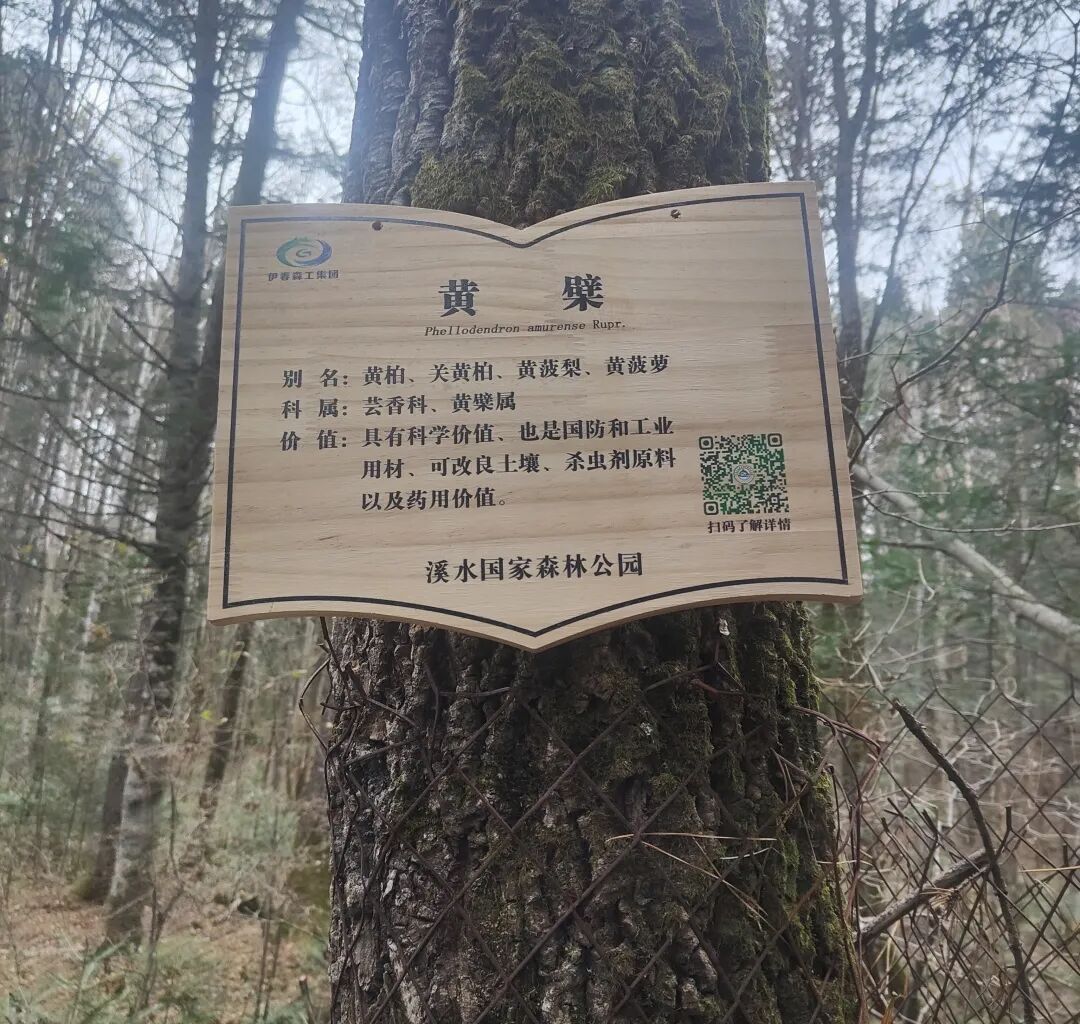 伊春森工集团
黄 檗
Phellodendron amurense Rupr.
别 名：黄柏、关黄柏、黄菠梨、黄菠萝
科 属：芸香科、黄檗属
价 值：具有科学价值、也是国防和工业
用材、可改良土壤、杀虫剂原料
以及药用价值。
扫码了解详情
溪水国家森林公园